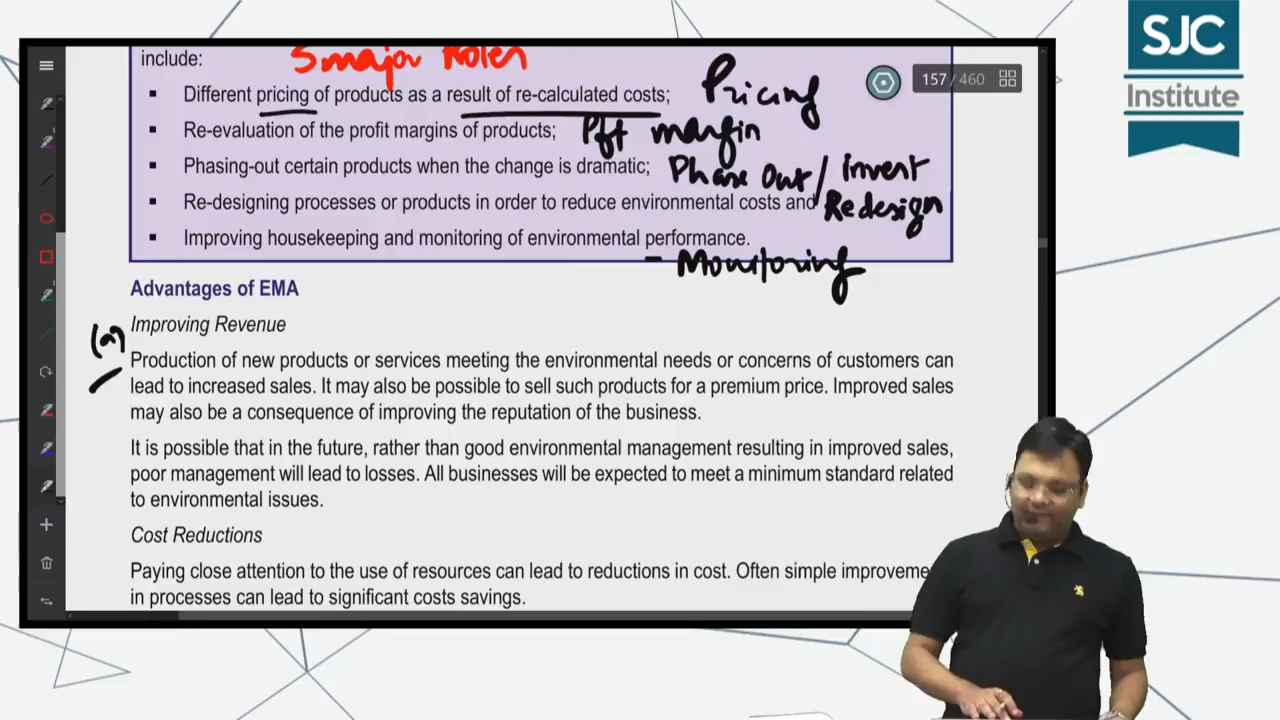 SJC
Institute
include:
5 major Roles
157 / 460
Different pricing of products as a result of re-calculated costs;
Pricing
Re-evaluation of the profit margins of products;
Pft margin
Phasing-out certain products when the change is dramatic;
Phase Out / invest
Re-designing processes or products in order to reduce environmental costs and
Redesign
Improving housekeeping and monitoring of environmental performance.
- Monitoring
Advantages of EMA
Improving Revenue
(a)
Production of new products or services meeting the environmental needs or concerns of customers can
lead to increased sales. It may also be possible to sell such products for a premium price. Improved sales
may also be a consequence of improving the reputation of the business.
It is possible that in the future, rather than good environmental management resulting in improved sales,
poor management will lead to losses. All businesses will be expected to meet a minimum standard related
to environmental issues.
Cost Reductions
Paying close attention to the use of resources can lead to reductions in cost. Often simple improveme
in processes can lead to significant costs savings.